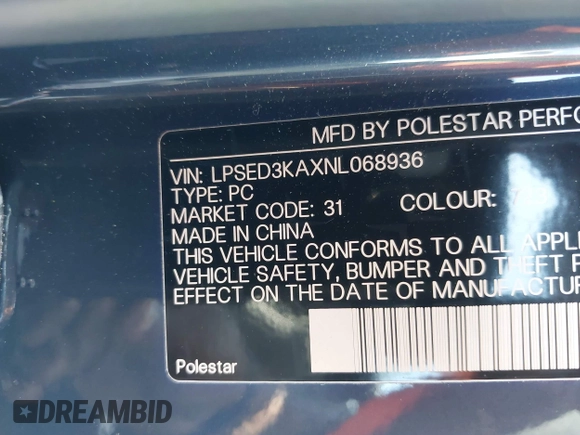 MFD BY POLESTAR PERFO
VIN: LPSED3KAXNL068936
TYPE: PC
MARKET CODE: 31 COLOUR: 7
MADE IN CHINA
THIS VEHICLE CONFORMS TO ALL APPLI
VEHICLE SAFETY, BUMPER AND THEFT P
EFFECT ON THE DATE OF MANUFACTUR
Polestar
DREAMBID